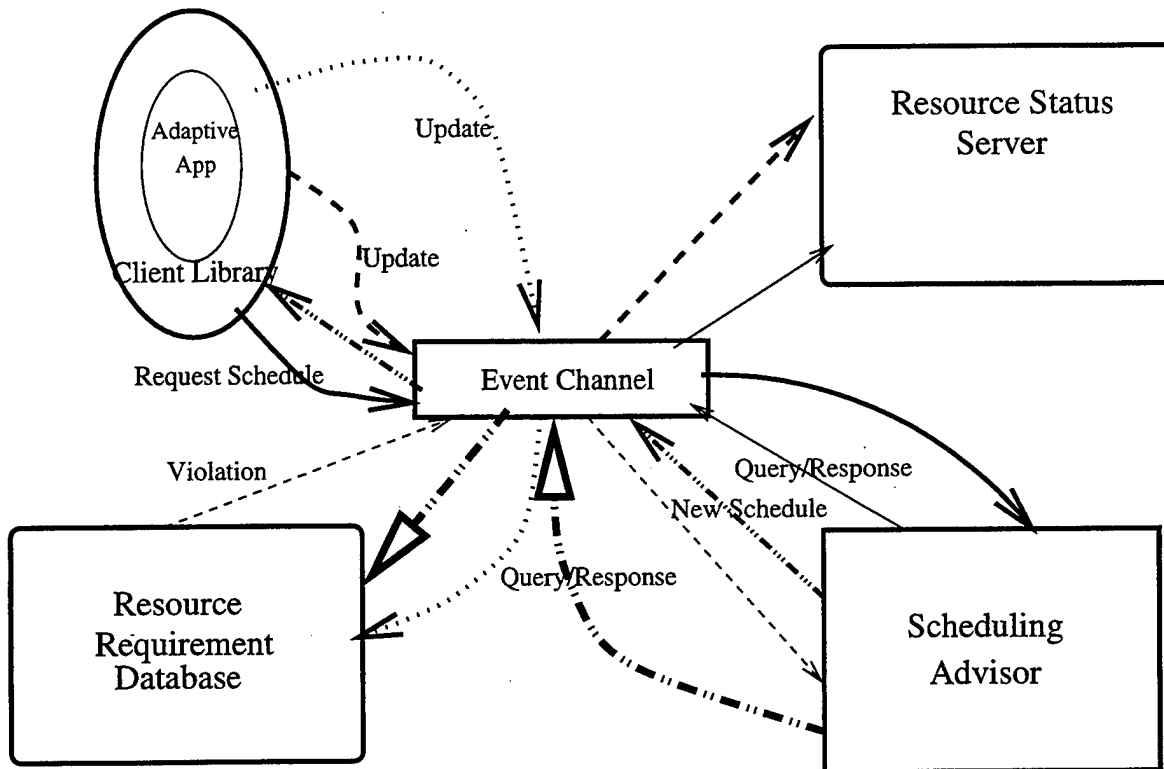 Adaptive
App
Client Library
Update
Update
Request Schedule
Resource Status
Server
Event Channel
Violation
Query/Response
New Schedule
Query/Response
Resource
Requirement
Database
Scheduling
Advisor